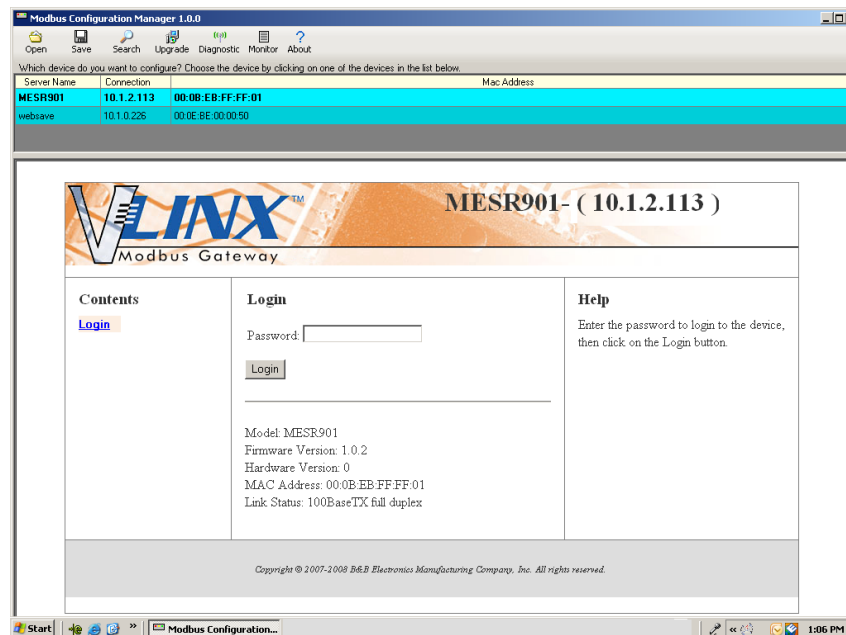 Modbus Configuration Manager 1.0.0
Open Save Search Upgrade Diagnostic Monitor About
Which device do you want to configure? Choose the device by clicking on one of the devices in the list below.
Server Name Connection Mac Address
MESR901 10.1.2.113 00:0B:EB:FF:FF:01
websave 10.1.0.226 00:0E:BE:00:00:50
VLINX™
Modbus Gateway
MESR901- ( 10.1.2.113 )
Contents
Login
Login
Password:
Login
Model: MESR901
Firmware Version: 1.0.2
Hardware Version: 0
MAC Address: 00:0B:EB:FF:FF:01
Link Status: 100BaseTX full duplex
Help
Enter the password to login to the device,
then click on the Login button.
Copyright © 2007-2008 B&B Electronics Manufacturing Company, Inc. All rights reserved.
Start » Modbus Configuration... « 1:06 PM